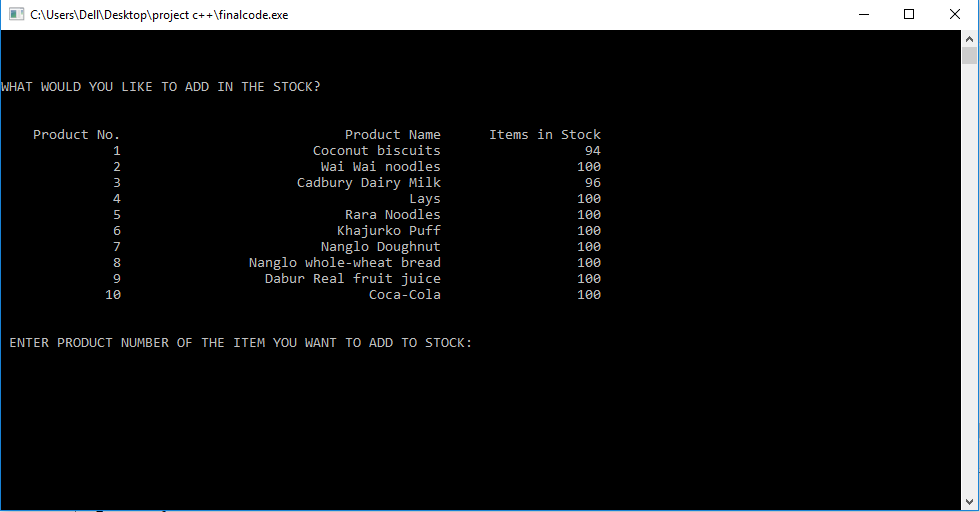 C:\Users\Dell\Desktop\project c++\finalcode.exe
WHAT WOULD YOU LIKE TO ADD IN THE STOCK?
Product No. Product Name Items in Stock
1 Coconut biscuits 94
2 Wai Wai noodles 100
3 Cadbury Dairy Milk 96
4 Lays 100
5 Rara Noodles 100
6 Khajurko Puff 100
7 Nanglo Doughnut 100
8 Nanglo whole-wheat bread 100
9 Dabur Real fruit juice 100
10 Coca-Cola 100
ENTER PRODUCT NUMBER OF THE ITEM YOU WANT TO ADD TO STOCK: